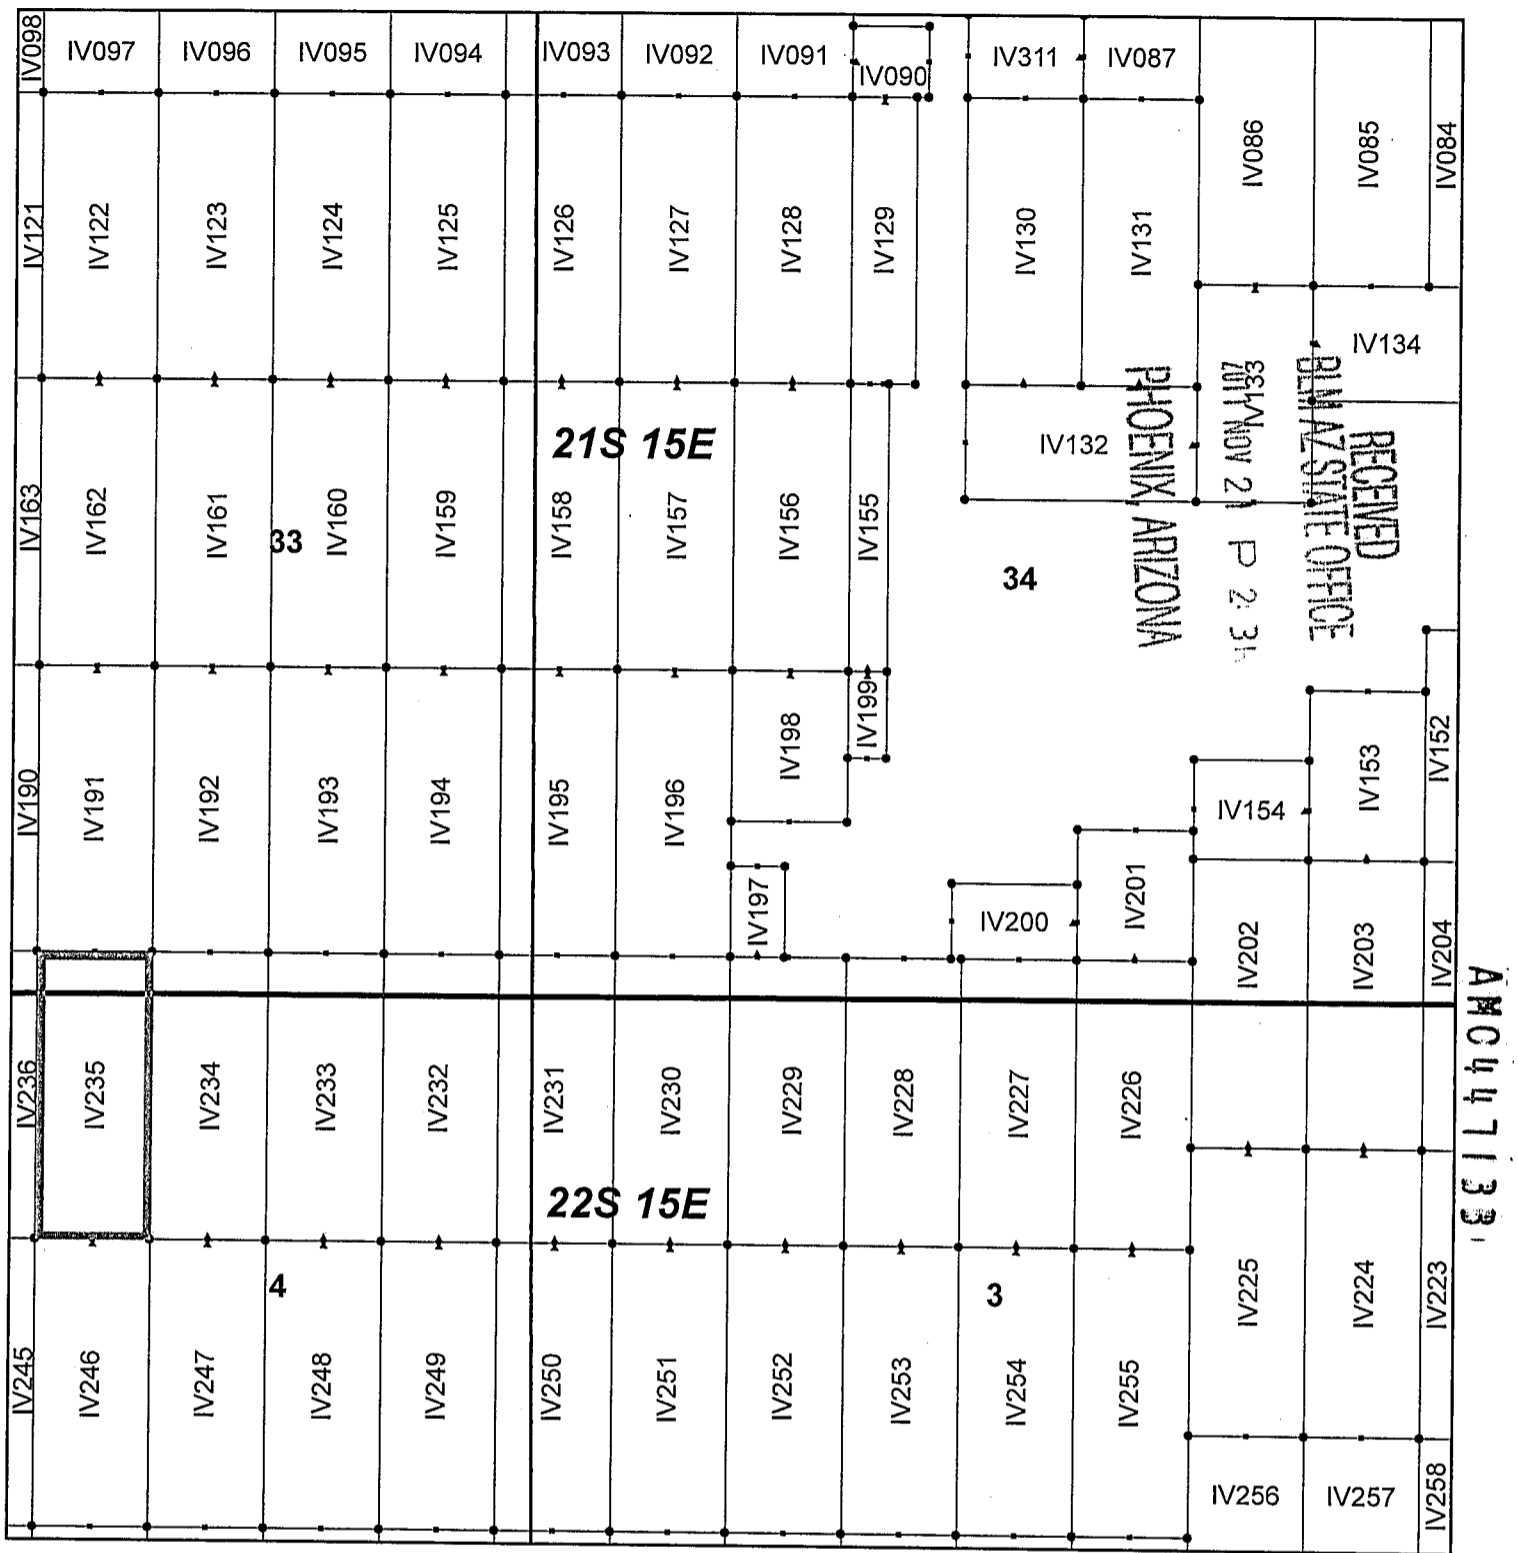 IV098 IV097 IV096 IV095 IV094 IV093 IV092 IV091 IV090 IV311 IV087
IV086 IV085 IV084
IV121 IV122 IV123 IV124 IV125 IV126 IV127 IV128 IV129 IV130 IV131
IV134
21S 15E
IV132
IV163 IV162 IV161 33 IV160 IV159 IV158 IV157 IV156 IV155
34
RECEIVED
BLM AZ STATE OFFICE
NOV 21 P 2:
PHOENIX, ARIZONA
IV199 IV198 IV152 IV153
IV190 IV191 IV192 IV193 IV194 IV195 IV196 IV154
IV197 IV200 IV201 IV202 IV203 IV204
AMC447133
IV236 IV235 IV234 IV233 IV232 IV231 IV230 IV229 IV228 IV227 IV226
22S 15E
4
3
IV225 IV224 IV223
IV245 IV246 IV247 IV248 IV249 IV250 IV251 IV252 IV253 IV254 IV255
IV256 IV257 IV258